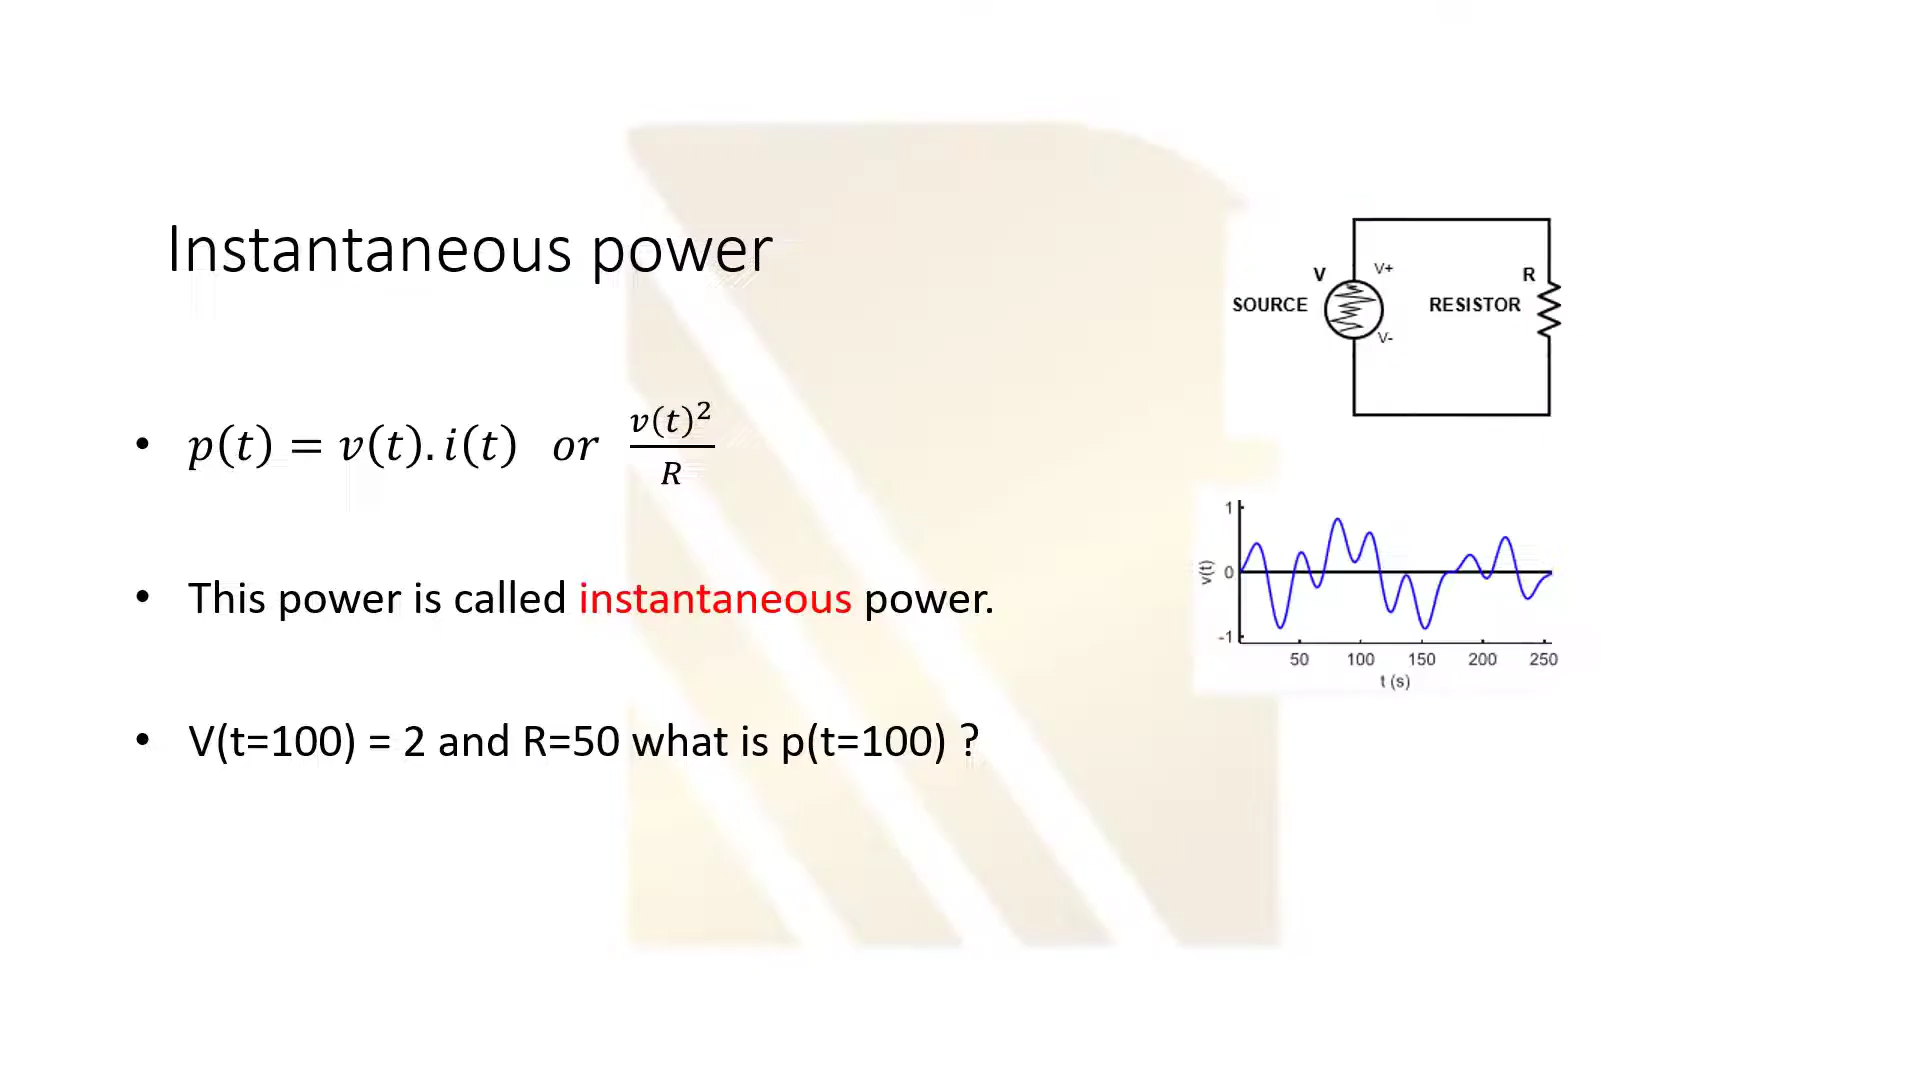 Instantaneous power
• p(t) = v(t).i(t) or v(t)²/R
• This power is called instantaneous power.
• V(t=100) = 2 and R=50 what is p(t=100) ?
V
V+
R
SOURCE
RESISTOR
V-
1
0
-1
v(t)
50 100 150 200 250
t (s)